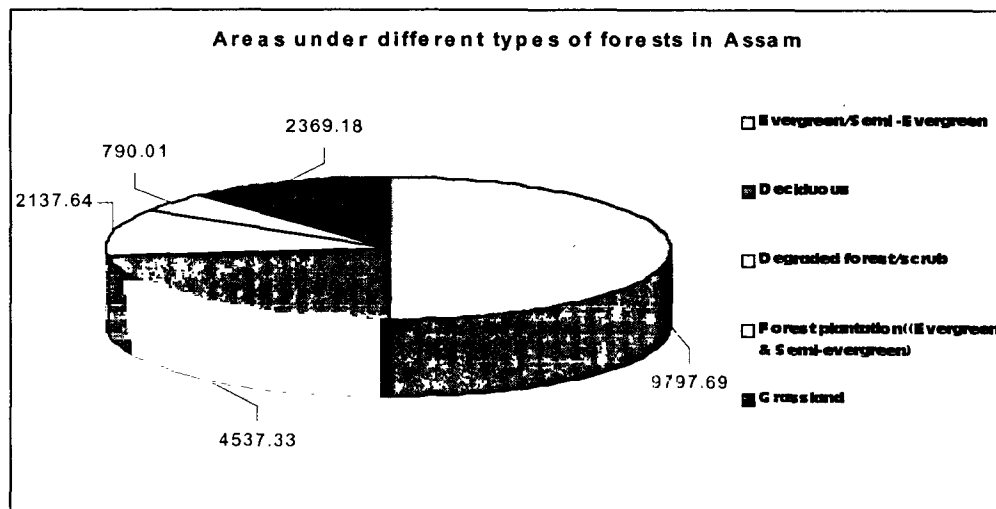 Areas under different types of forests in Assam
2369.18
790.01
2137.64
9797.69
4537.33
Evergreen/Semi -Evergreen
Deciduous
Degraded forest/scrub
Forest plantation((Evergreen
& Semi-evergreen)
Grassland